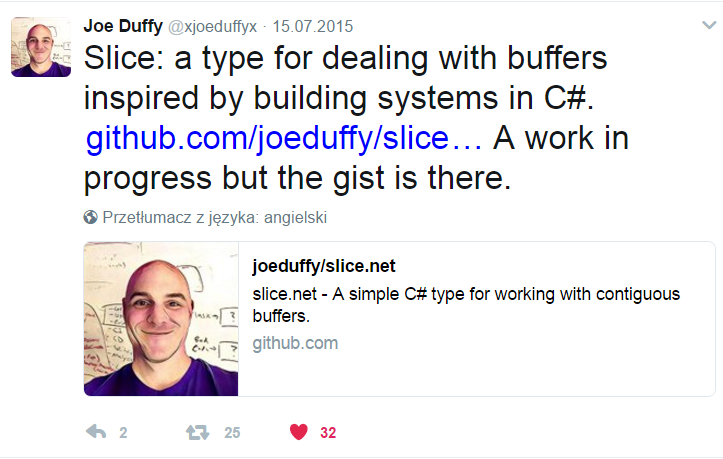 Joe Duffy @xjoeduffyx · 15.07.2015
Slice: a type for dealing with buffers
inspired by building systems in C#.
github.com/joeduffy/slice… A work in
progress but the gist is there.
Przetłumacz z języka: angielski
joeduffy/slice.net
slice.net - A simple C# type for working with contiguous
buffers.
github.com
2 25 32